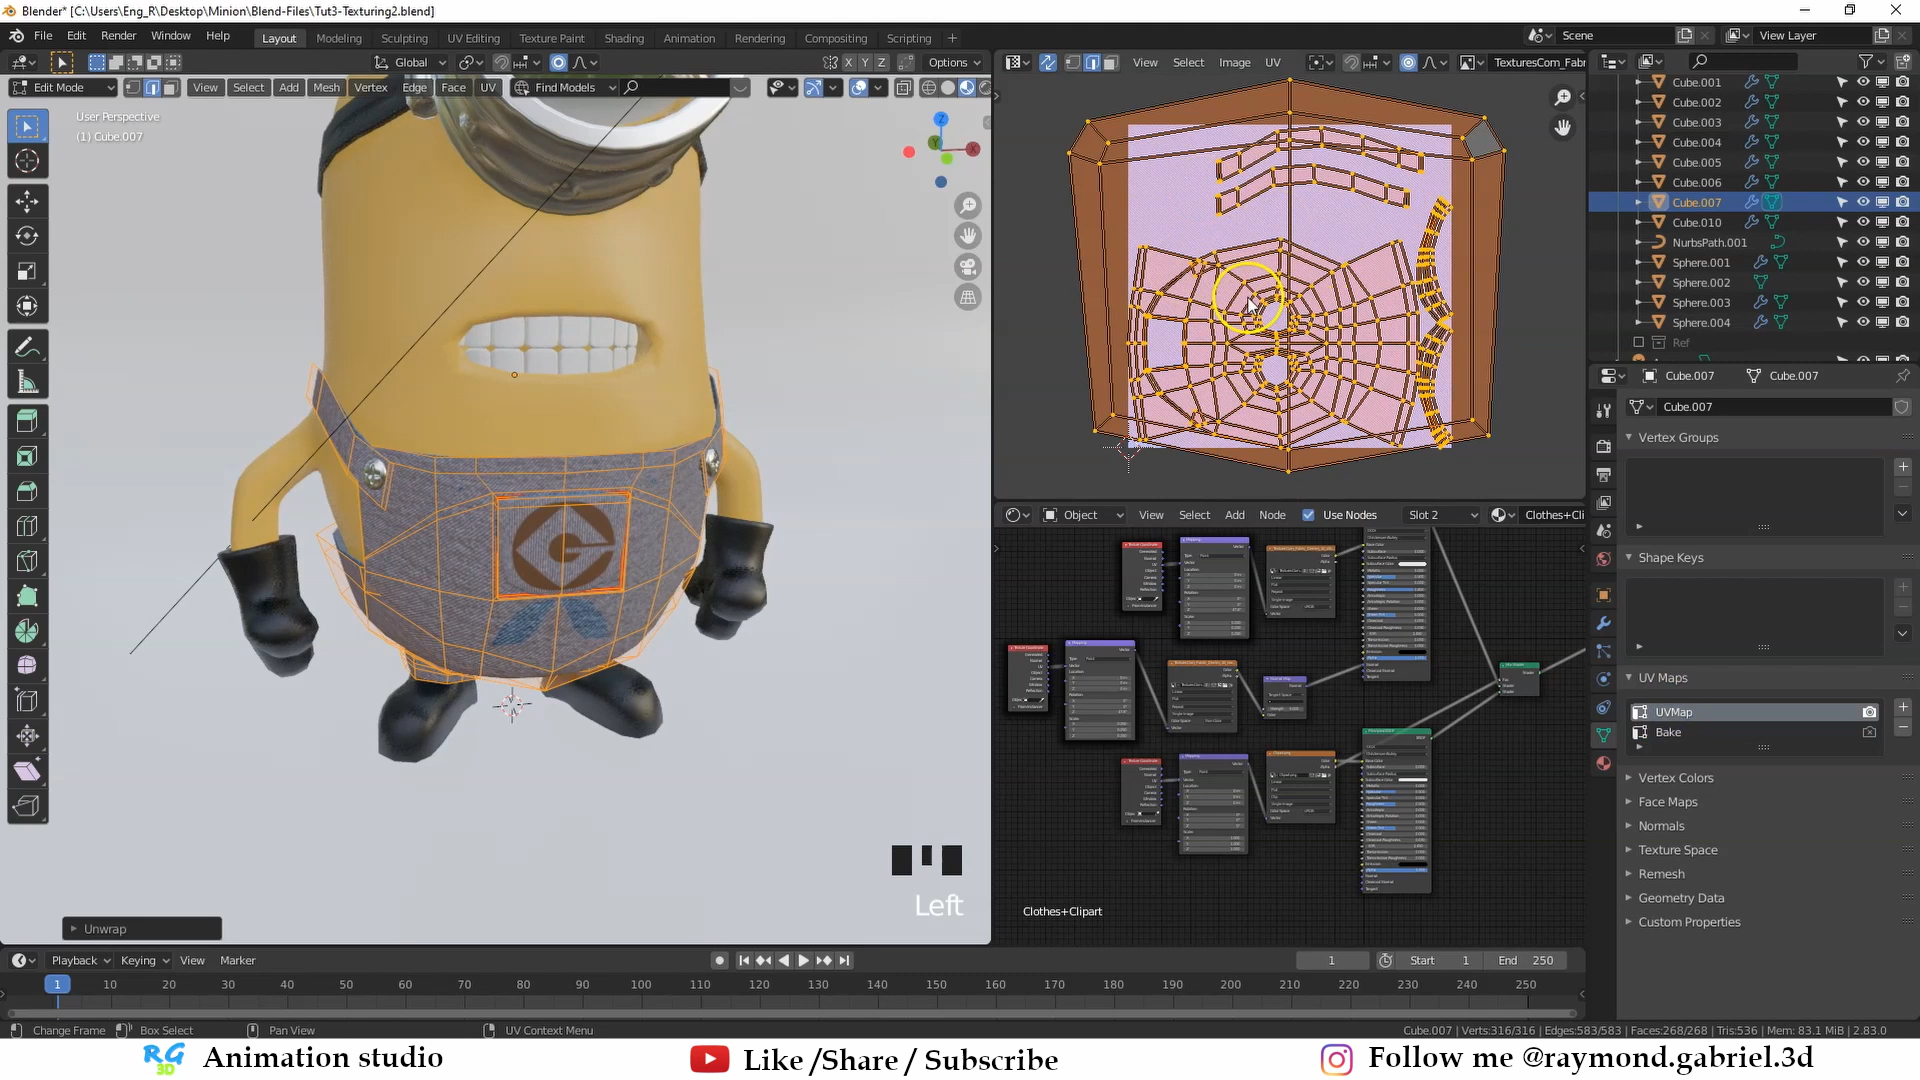 Blender* [C:\Users\Eng_R\Desktop\Minion\Blend-Files\Tut3-Texturing2.blend]
File Edit Render Window Help Layout Modeling Sculpting UV Editing Texture Paint Shading Animation Rendering Compositing Scripting + Scene View Layer
Global X Y Z Options View Select Image UV TexturesCom_Fabr
Edit Mode View Select Add Mesh Vertex Edge Face UV Find Models
User Perspective
(1) Cube.007
Cube.001
Cube.002
Cube.003
Cube.004
Cube.005
Cube.006
Cube.007
Cube.010
NurbsPath.001
Sphere.001
Sphere.002
Sphere.003
Sphere.004
Ref
Cube.007 Cube.007
Cube.007
Vertex Groups
Shape Keys
UV Maps
UVMap
Bake
Vertex Colors
Face Maps
Normals
Texture Space
Remesh
Geometry Data
Custom Properties
Object View Select Add Node Use Nodes Slot 2 Clothes+Cli
Clothes+Clipart
Left
Unwrap
Playback Keying View Marker 1 Start 1 End 250
1 10 20 30 40 50 60 70 80 90 100 110 120 130 140 150 160 170 180 190 200 210 220 230 240 250
Change Frame Box Select Pan View UV Context Menu Cube.007 | Verts:316/316 | Edges:583/583 | Faces:268/268 | Tris:536 | Mem: 83.1 MiB | 2.83.0
RG 3D Animation studio Like /Share / Subscribe Follow me @raymond.gabriel.3d